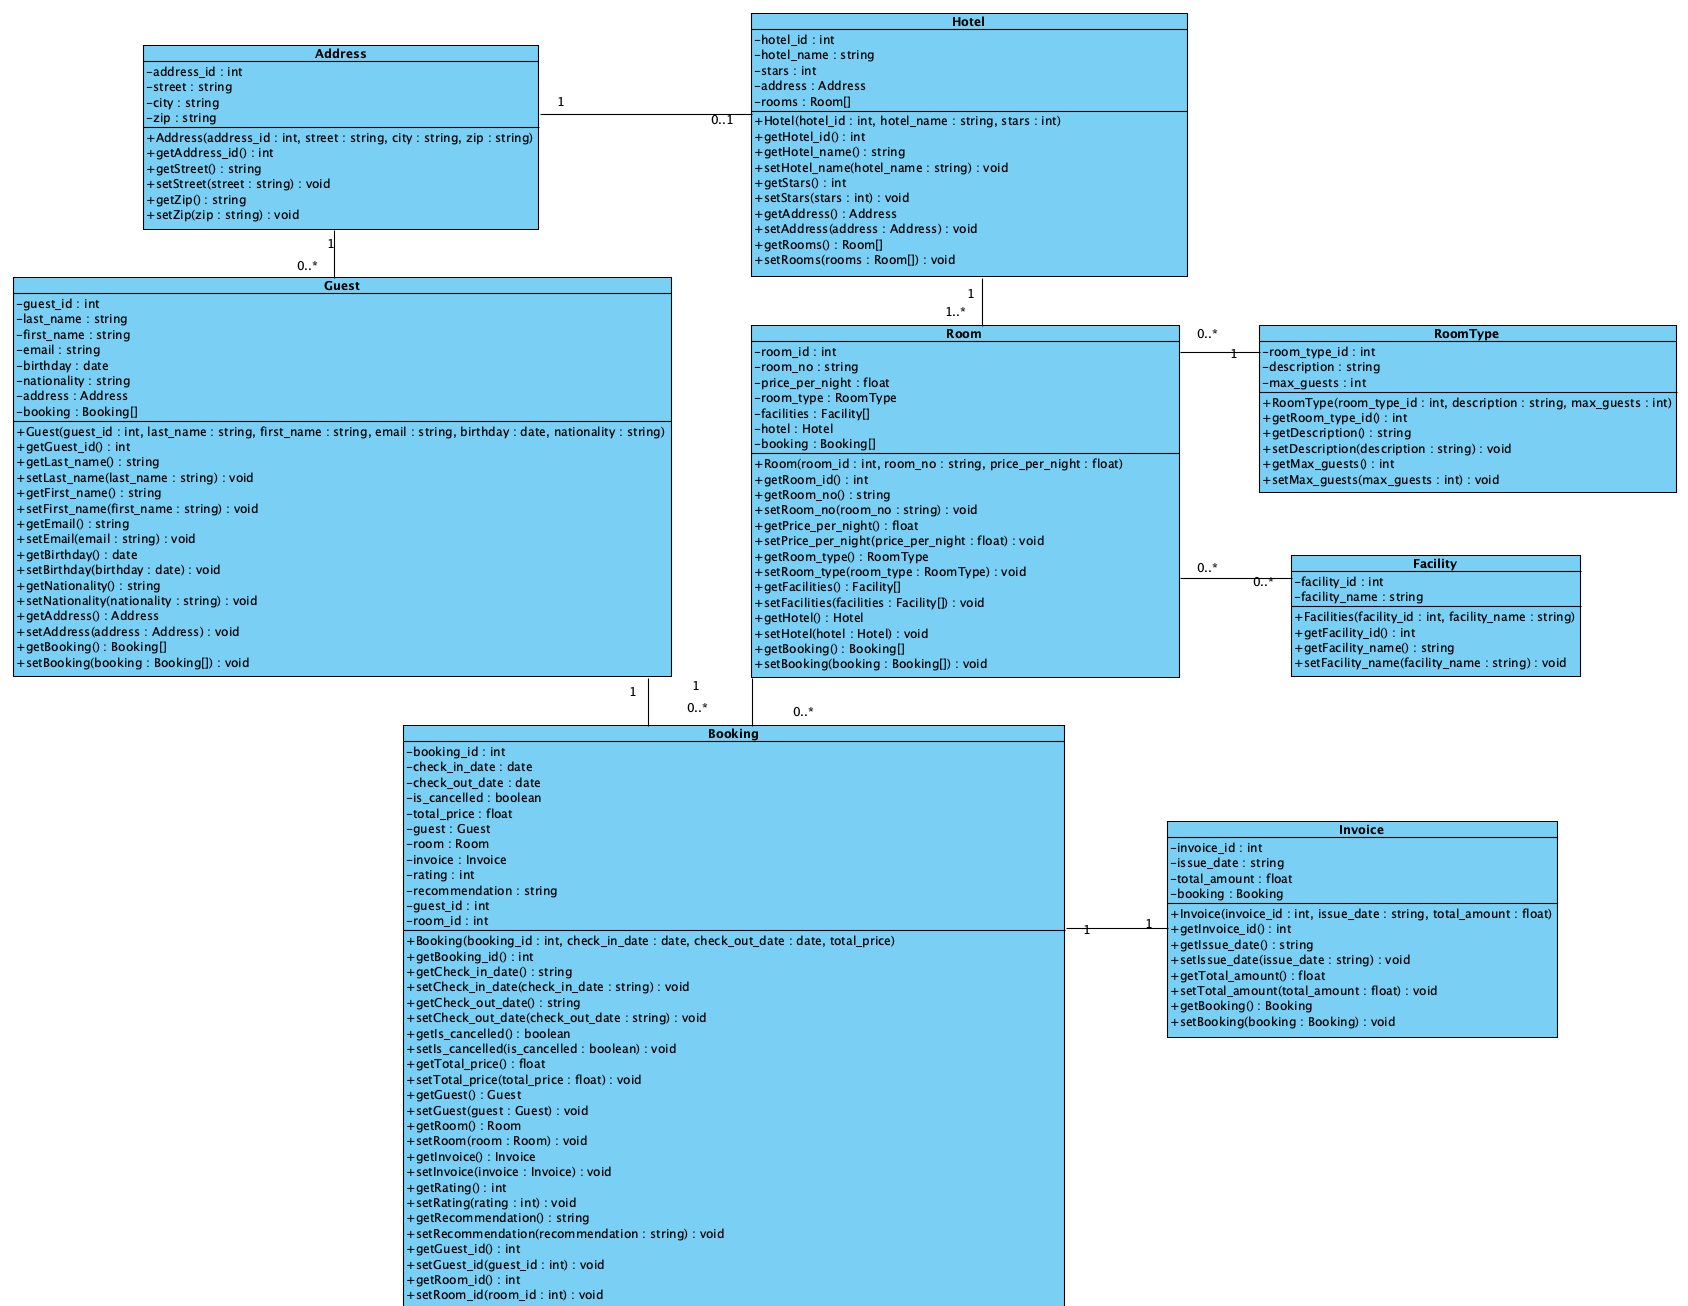 Address
-address_id : int
-street : string
-city : string
-zip : string
+Address(address_id : int, street : string, city : string, zip : string)
+getAddress_id() : int
+getStreet() : string
+setStreet(street : string) : void
+getZip() : string
+setZip(zip : string) : void
1
0..1
Hotel
-hotel_id : int
-hotel_name : string
-stars : int
-address : Address
-rooms : Room[]
+Hotel(hotel_id : int, hotel_name : string, stars : int)
+getHotel_id() : int
+getHotel_name() : string
+setHotel_name(hotel_name : string) : void
+getStars() : int
+setStars(stars : int) : void
+getAddress() : Address
+setAddress(address : Address) : void
+getRooms() : Room[]
+setRooms(rooms : Room[]) : void
1
0..*
Guest
-guest_id : int
-last_name : string
-first_name : string
-email : string
-birthday : date
-nationality : string
-address : Address
-booking : Booking[]
+Guest(guest_id : int, last_name : string, first_name : string, email : string, birthday : date, nationality : string)
+getGuest_id() : int
+getLast_name() : string
+setLast_name(last_name : string) : void
+getFirst_name() : string
+setFirst_name(first_name : string) : void
+getEmail() : string
+setEmail(email : string) : void
+getBirthday() : date
+setBirthday(birthday : date) : void
+getNationality() : string
+setNationality(nationality : string) : void
+getAddress() : Address
+setAddress(address : Address) : void
+getBooking() : Booking[]
+setBooking(booking : Booking[]) : void
1
1..*
Room
-room_id : int
-room_no : string
-price_per_night : float
-room_type : RoomType
-facilities : Facility[]
-hotel : Hotel
-booking : Booking[]
+Room(room_id : int, room_no : string, price_per_night : float)
+getRoom_id() : int
+getRoom_no() : string
+setRoom_no(room_no : string) : void
+getPrice_per_night() : float
+setPrice_per_night(price_per_night : float) : void
+getRoom_type() : RoomType
+setRoom_type(room_type : RoomType) : void
+getFacilities() : Facility[]
+setFacilities(facilities : Facility[]) : void
+getHotel() : Hotel
+setHotel(hotel : Hotel) : void
+getBooking() : Booking[]
+setBooking(booking : Booking[]) : void
0..*
1
RoomType
-room_type_id : int
-description : string
-max_guests : int
+RoomType(room_type_id : int, description : string, max_guests : int)
+getRoom_type_id() : int
+getDescription() : string
+setDescription(description : string) : void
+getMax_guests() : int
+setMax_guests(max_guests : int) : void
0..*
0..*
Facility
-facility_id : int
-facility_name : string
+Facilities(facility_id : int, facility_name : string)
+getFacility_id() : int
+getFacility_name() : string
+setFacility_name(facility_name : string) : void
1
1
0..*
0..*
Booking
-booking_id : int
-check_in_date : date
-check_out_date : date
-is_cancelled : boolean
-total_price : float
-guest : Guest
-room : Room
-invoice : Invoice
-rating : int
-recommendation : string
-guest_id : int
-room_id : int
+Booking(booking_id : int, check_in_date : date, check_out_date : date, total_price)
+getBooking_id() : int
+getCheck_in_date() : string
+setCheck_in_date(check_in_date : string) : void
+getCheck_out_date() : string
+setCheck_out_date(check_out_date : string) : void
+getIs_cancelled() : boolean
+setIs_cancelled(is_cancelled : boolean) : void
+getTotal_price() : float
+setTotal_price(total_price : float) : void
+getGuest() : Guest
+setGuest(guest : Guest) : void
+getRoom() : Room
+setRoom(room : Room) : void
+getInvoice() : Invoice
+setInvoice(invoice : Invoice) : void
+getRating() : int
+setRating(rating : int) : void
+getRecommendation() : string
+setRecommendation(recommendation : string) : void
+getGuest_id() : int
+setGuest_id(guest_id : int) : void
+getRoom_id() : int
+setRoom_id(room_id : int) : void
1
1
Invoice
-invoice_id : int
-issue_date : string
-total_amount : float
-booking : Booking
+Invoice(invoice_id : int, issue_date : string, total_amount : float)
+getInvoice_id() : int
+getIssue_date() : string
+setIssue_date(issue_date : string) : void
+getTotal_amount() : float
+setTotal_amount(total_amount : float) : void
+getBooking() : Booking
+setBooking(booking : Booking) : void